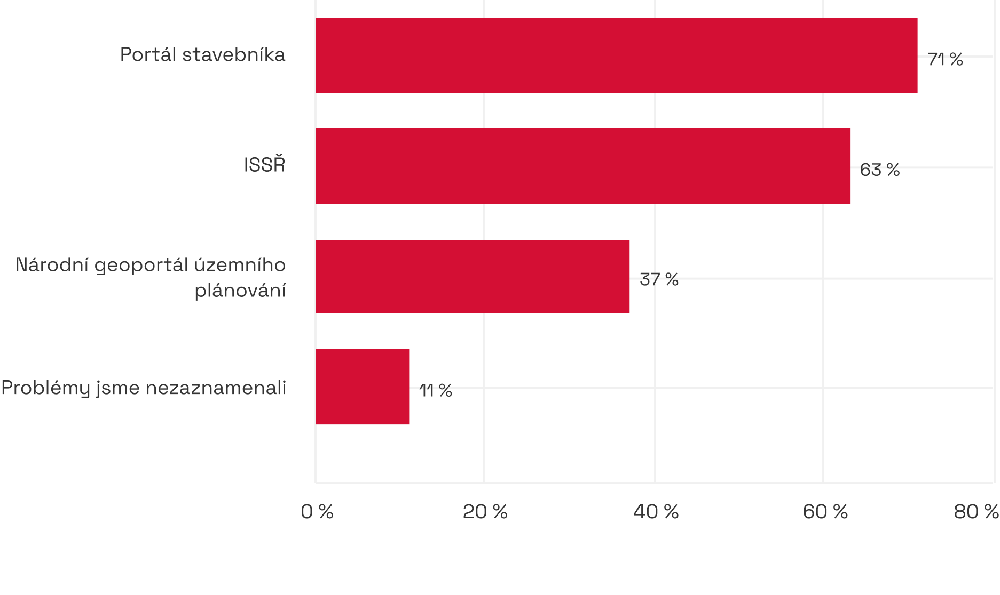 Portál stavebníka
71 %
ISSŘ
63 %
Národní geoportál územního
plánování
37 %
Problémy jsme nezaznamenali
11 %
0 % 20 % 40 % 60 % 80 %